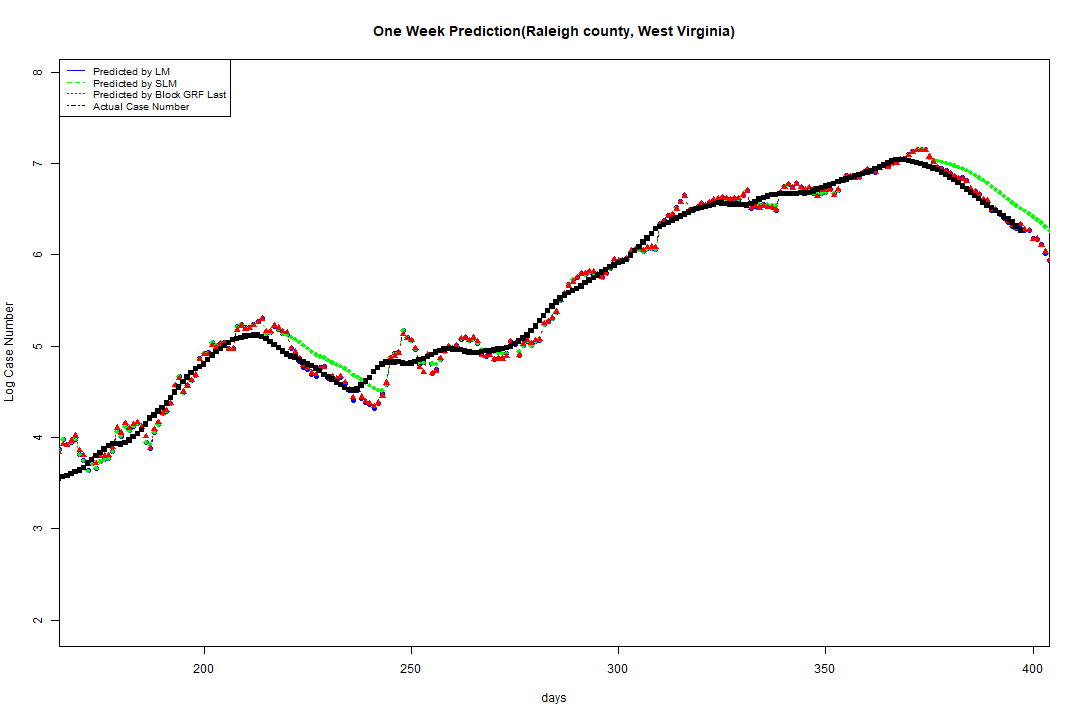 One Week Prediction(Raleigh county, West Virginia)
Predicted by LM
Predicted by SLM
Predicted by Block GRF Last
Actual Case Number
8
7
6
5
4
3
2
Log Case Number
200 250 300 350 400
days